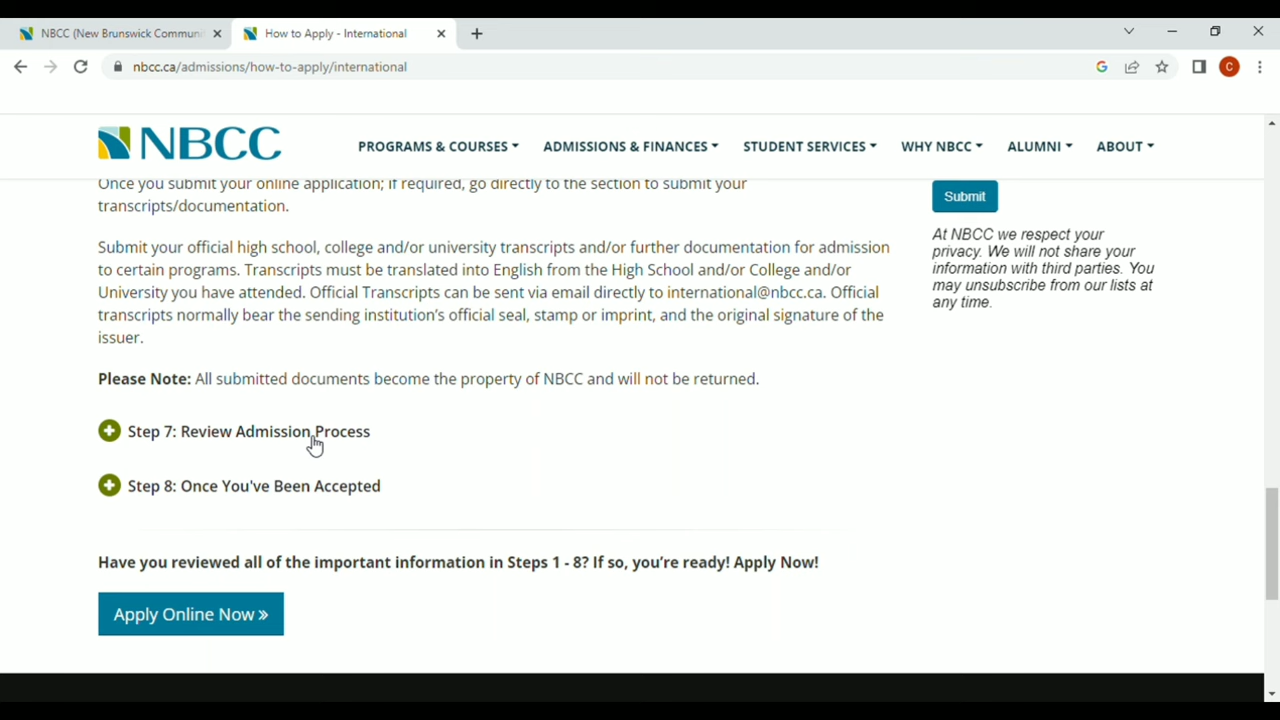 NBCC (New Brunswick Commun
How to Apply - International
nbcc.ca/admissions/how-to-apply/international
G
C
NBCC
PROGRAMS & COURSES
ADMISSIONS & FINANCES
STUDENT SERVICES
WHY NBCC
ALUMNI
ABOUT
Once you submit your online application; if required, go directly to the section to submit your
transcripts/documentation.
Submit your official high school, college and/or university transcripts and/or further documentation for admission
to certain programs. Transcripts must be translated into English from the High School and/or College and/or
University you have attended. Official Transcripts can be sent via email directly to international@nbcc.ca. Official
transcripts normally bear the sending institution's official seal, stamp or imprint, and the original signature of the
issuer.
Please Note: All submitted documents become the property of NBCC and will not be returned.
Step 7: Review Admission Process
Step 8: Once You've Been Accepted
Have you reviewed all of the important information in Steps 1 - 8? If so, you're ready! Apply Now!
Apply Online Now »
Submit
At NBCC we respect your
privacy. We will not share your
information with third parties. You
may unsubscribe from our lists at
any time.